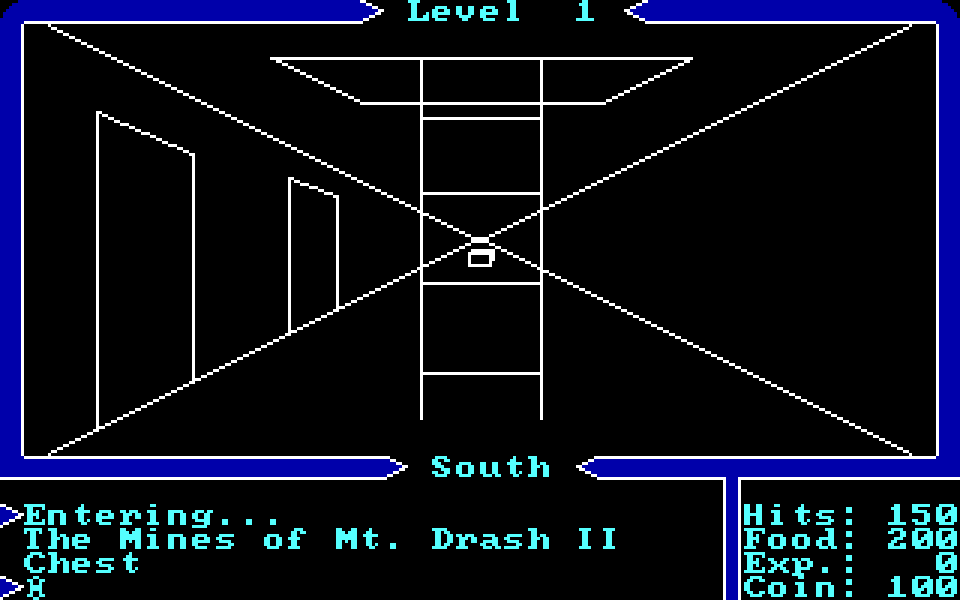 Level 1
South
Entering...
The Mines of Mt. Drash II
Chest
Hits: 150
Food: 200
Exp.: 0
Coin: 100